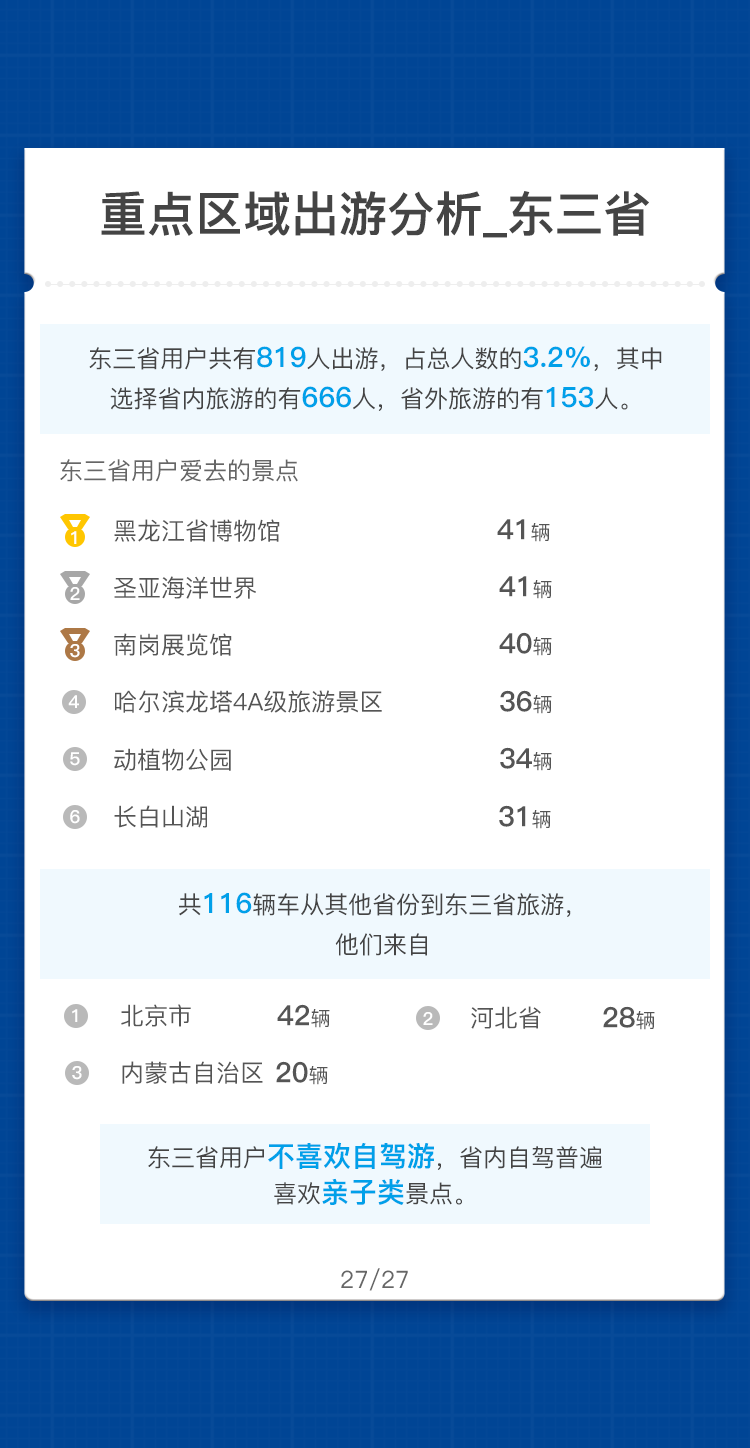 重点区域出游分析_东三省
东三省用户共有819人出游，占总人数的3.2%，其中
选择省内旅游的有666人，省外旅游的有153人。
东三省用户爱去的景点
1 黑龙江省博物馆 41辆
2 圣亚海洋世界 41辆
3 南岗展览馆 40辆
4 哈尔滨龙塔4A级旅游景区 36辆
5 动植物公园 34辆
6 长白山湖 31辆
共116辆车从其他省份到东三省旅游，
他们来自
1 北京市 42辆 2 河北省 28辆
3 内蒙古自治区 20辆
东三省用户不喜欢自驾游，省内自驾普遍
喜欢亲子类景点。
27/27